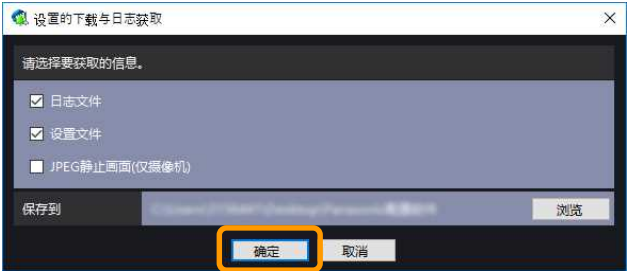 设置的下载与日志获取
请选择要获取的信息。
日志文件
设置文件
JPEG静止画面(仅摄像机)
保存到
浏览
确定 取消